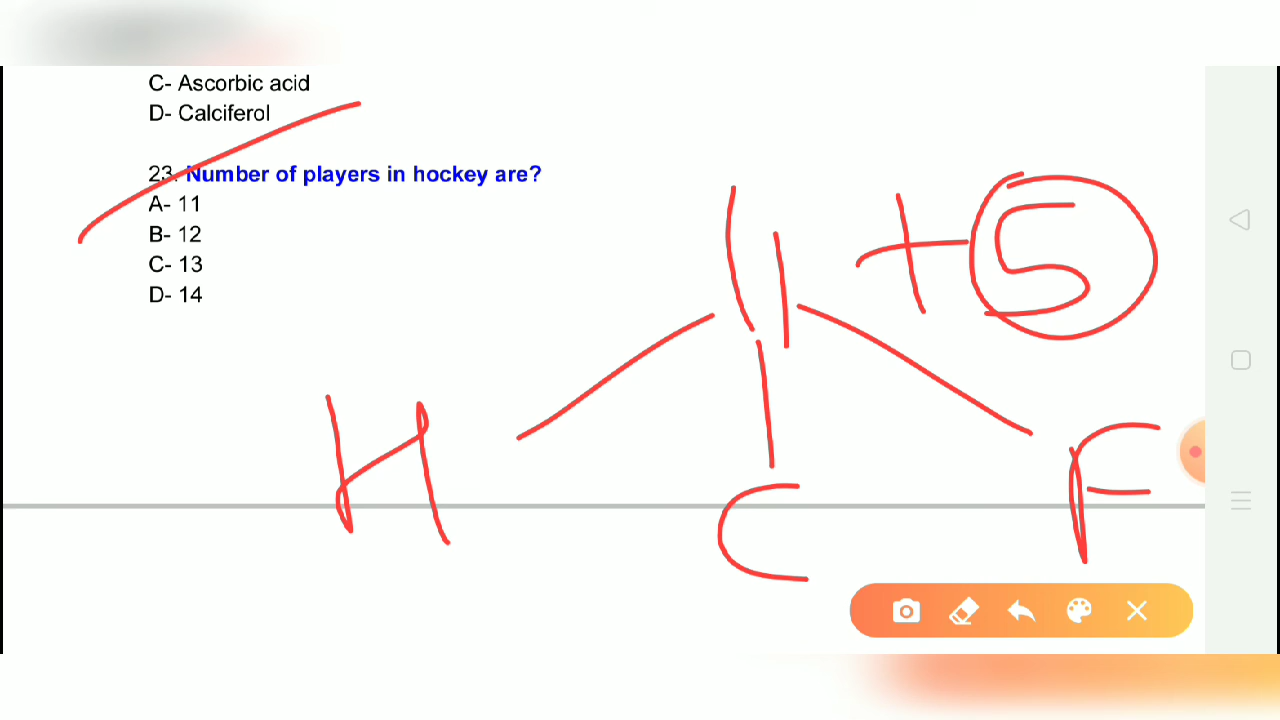 C- Ascorbic acid
D- Calciferol
23. Number of players in hockey are?
A- 11
B- 12
C- 13
D- 14
11 + 5
H
C
F